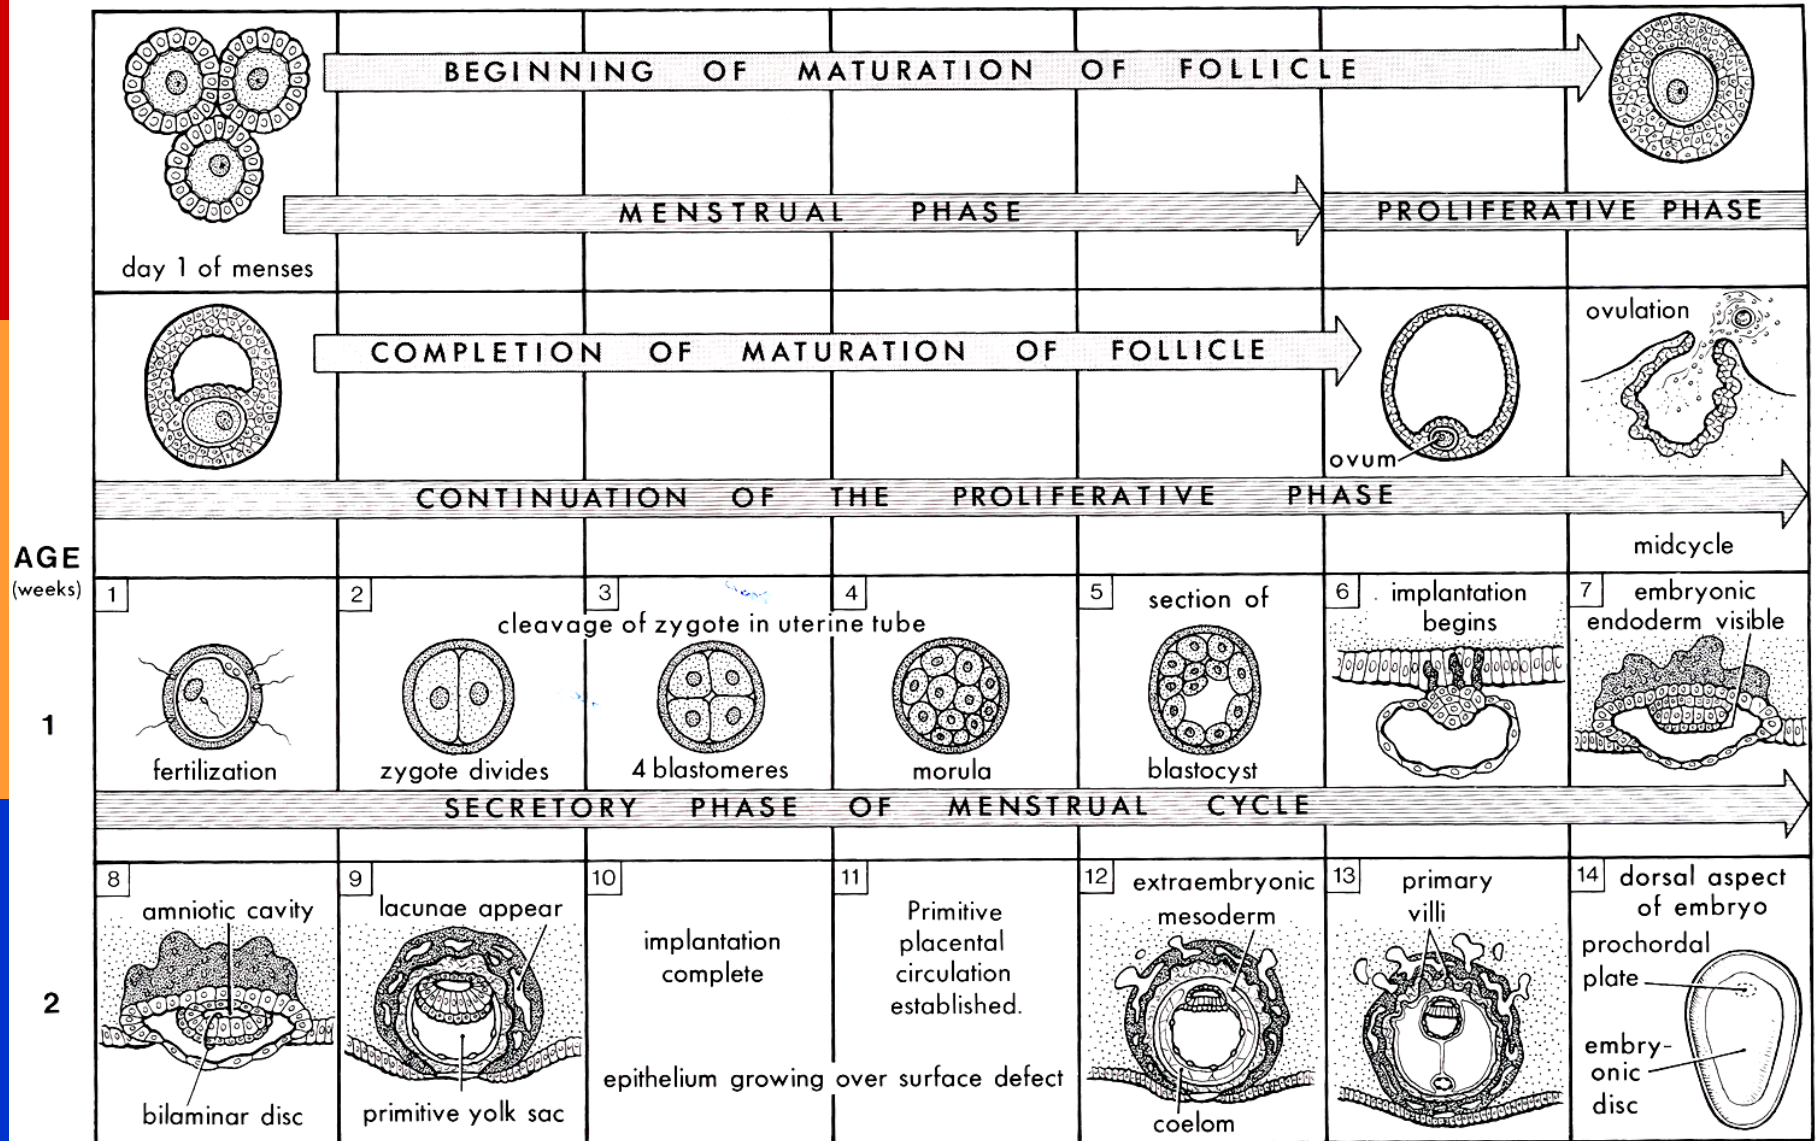 BEGINNING OF MATURATION OF FOLLICLE
MENSTRUAL PHASE
PROLIFERATIVE PHASE
day 1 of menses
COMPLETION OF MATURATION OF FOLLICLE
ovulation
ovum
CONTINUATION OF THE PROLIFERATIVE PHASE
midcycle
AGE
(weeks)
1
1
fertilization
2
3
4
cleavage of zygote in uterine tube
zygote divides
4 blastomeres
morula
5
section of
blastocyst
6
implantation
begins
7
embryonic
endoderm visible
SECRETORY PHASE OF MENSTRUAL CYCLE
2
8
amniotic cavity
bilaminar disc
9
lacunae appear
primitive yolk sac
10
implantation
complete
11
Primitive
placental
circulation
established.
epithelium growing over surface defect
12
extraembryonic
mesoderm
coelom
13
primary
villi
14
dorsal aspect
of embryo
prochordal
plate
embry-
onic
disc